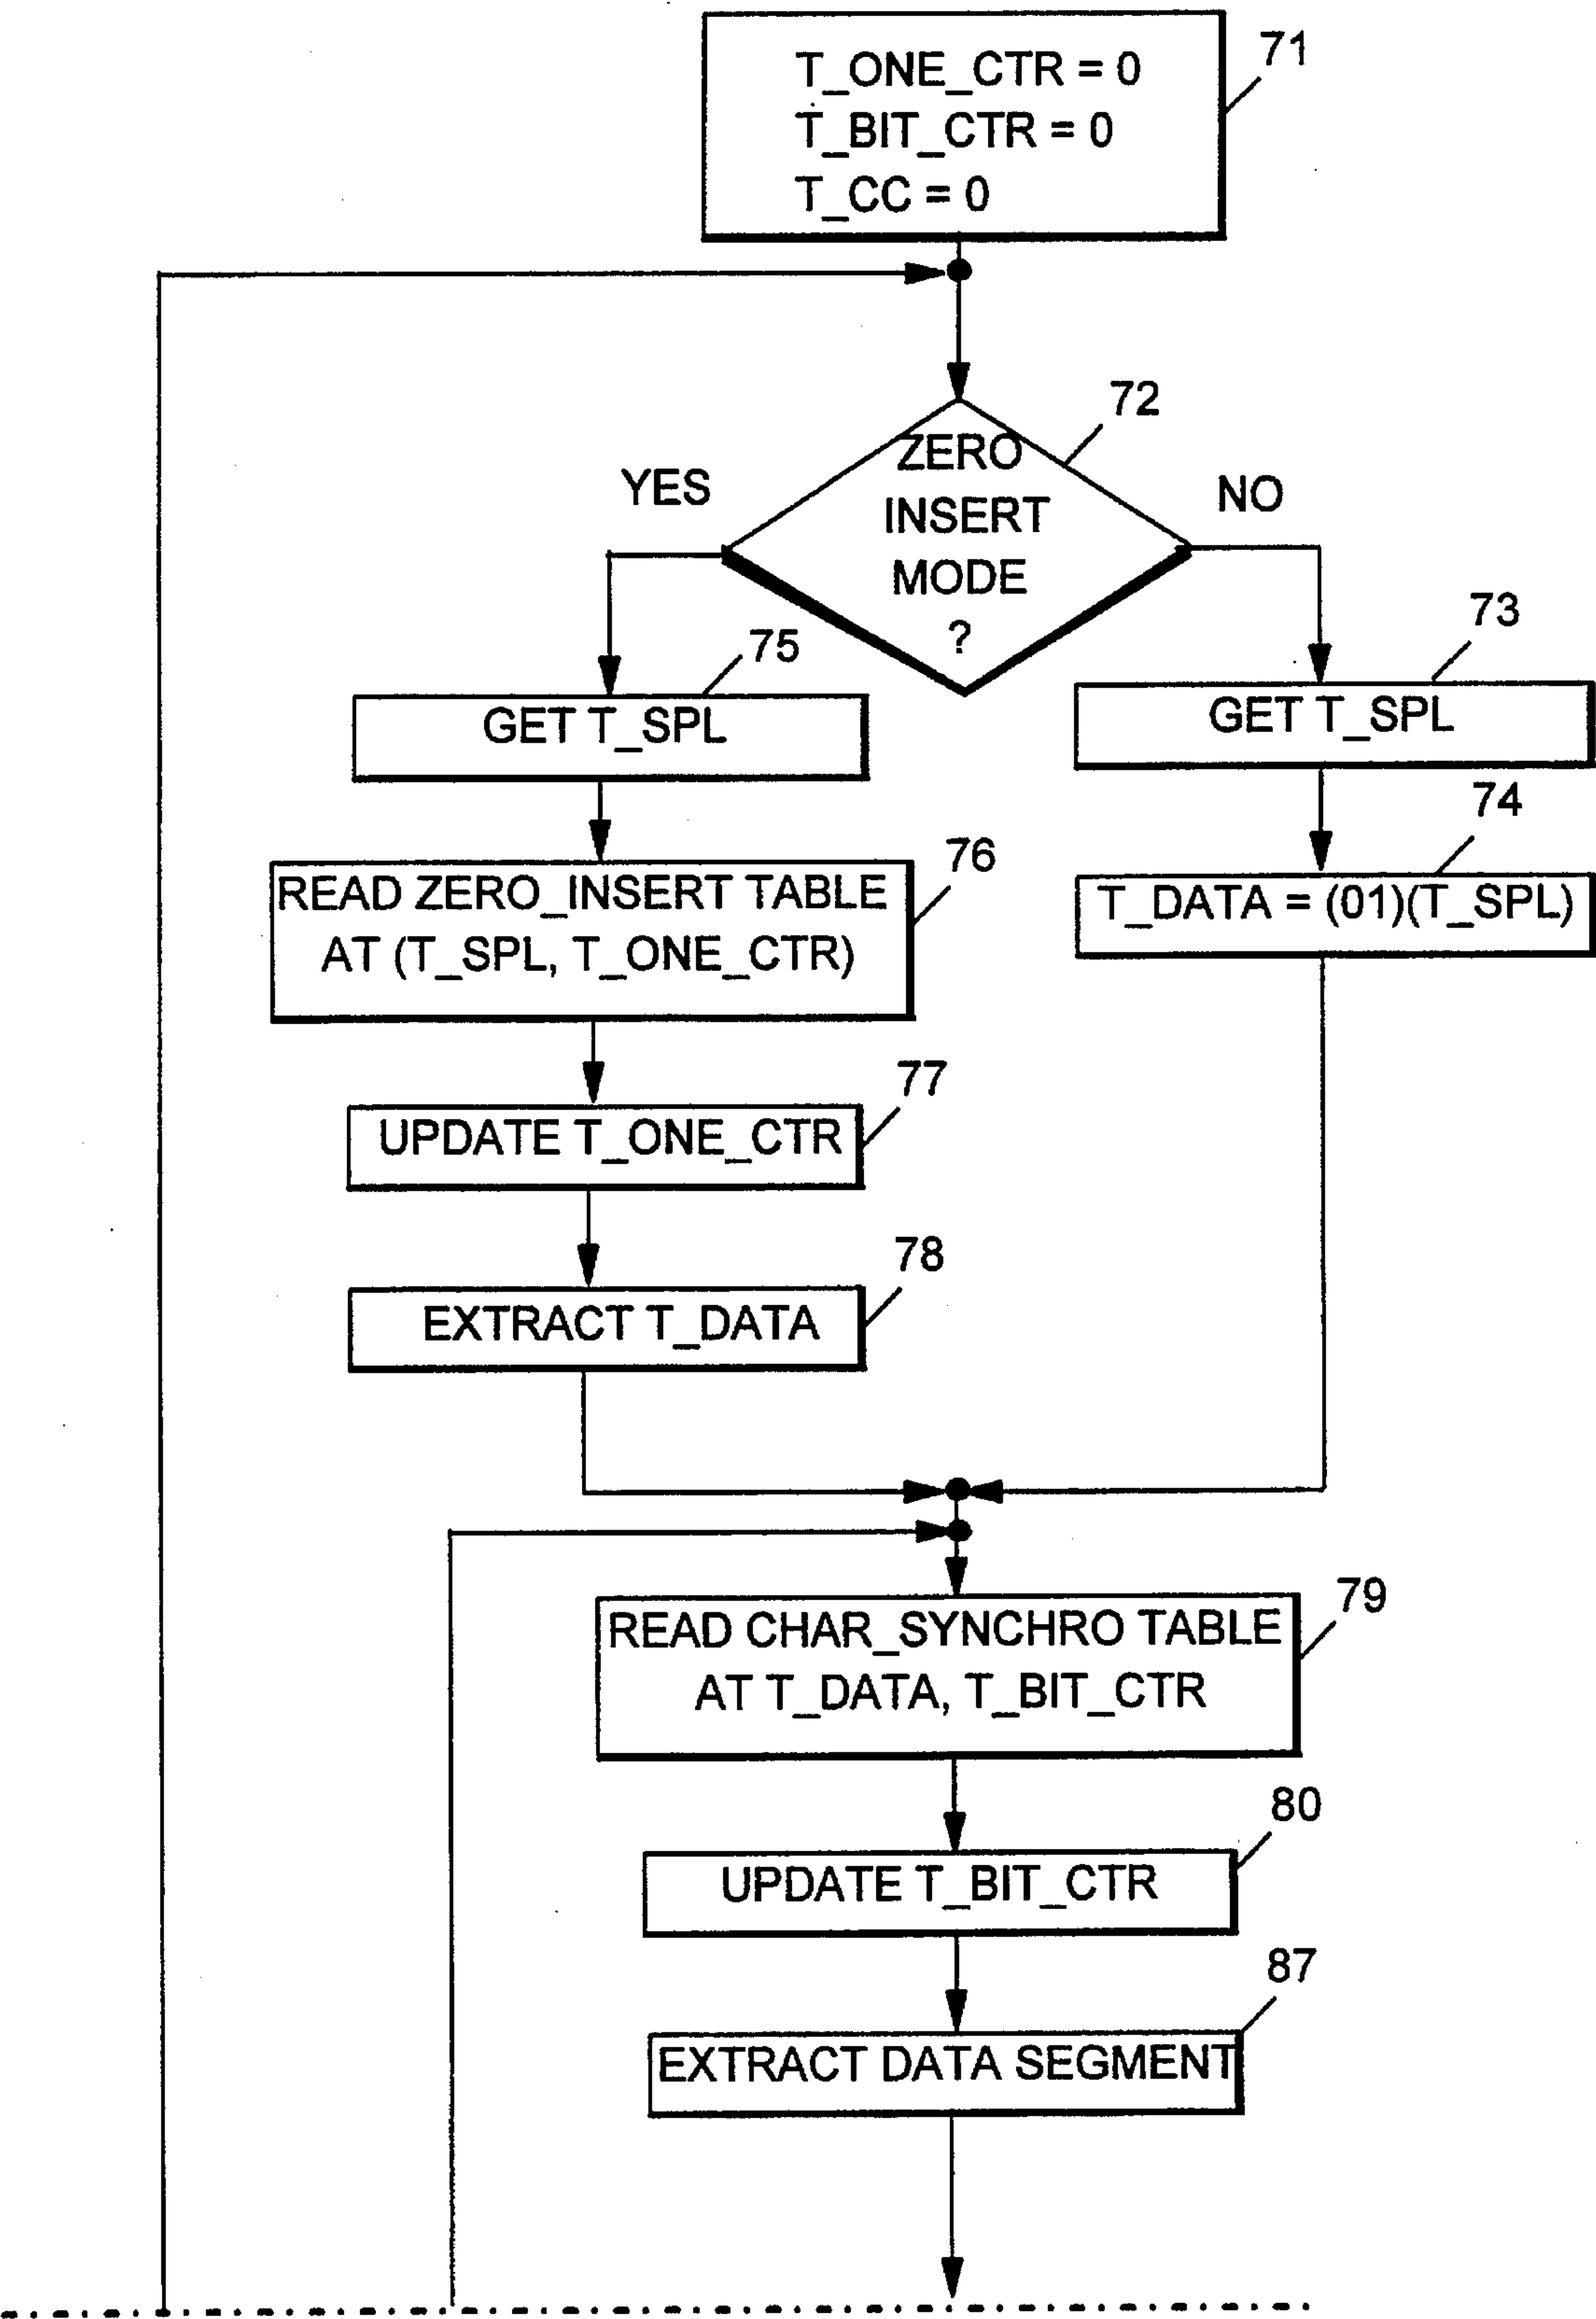 T_ONE_CTR = 0
T_BIT_CTR = 0
T_CC = 0
71
72
ZERO
INSERT
MODE
?
YES
NO
75
GET T_SPL
73
GET T_SPL
74
T_DATA = (01)(T_SPL)
76
READ ZERO_INSERT TABLE
AT (T_SPL, T_ONE_CTR)
77
UPDATE T_ONE_CTR
78
EXTRACT T_DATA
79
READ CHAR_SYNCHRO TABLE
AT T_DATA, T_BIT_CTR
80
UPDATE T_BIT_CTR
87
EXTRACT DATA SEGMENT